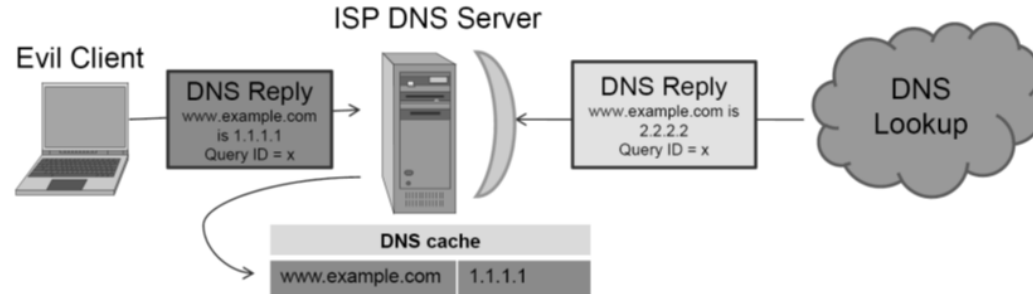 ISP DNS Server
Evil Client
DNS Reply
www.example.com
is 1.1.1.1
Query ID = x
DNS Reply
www.example.com is
2.2.2.2
Query ID = x
DNS
Lookup
DNS cache
www.example.com 1.1.1.1